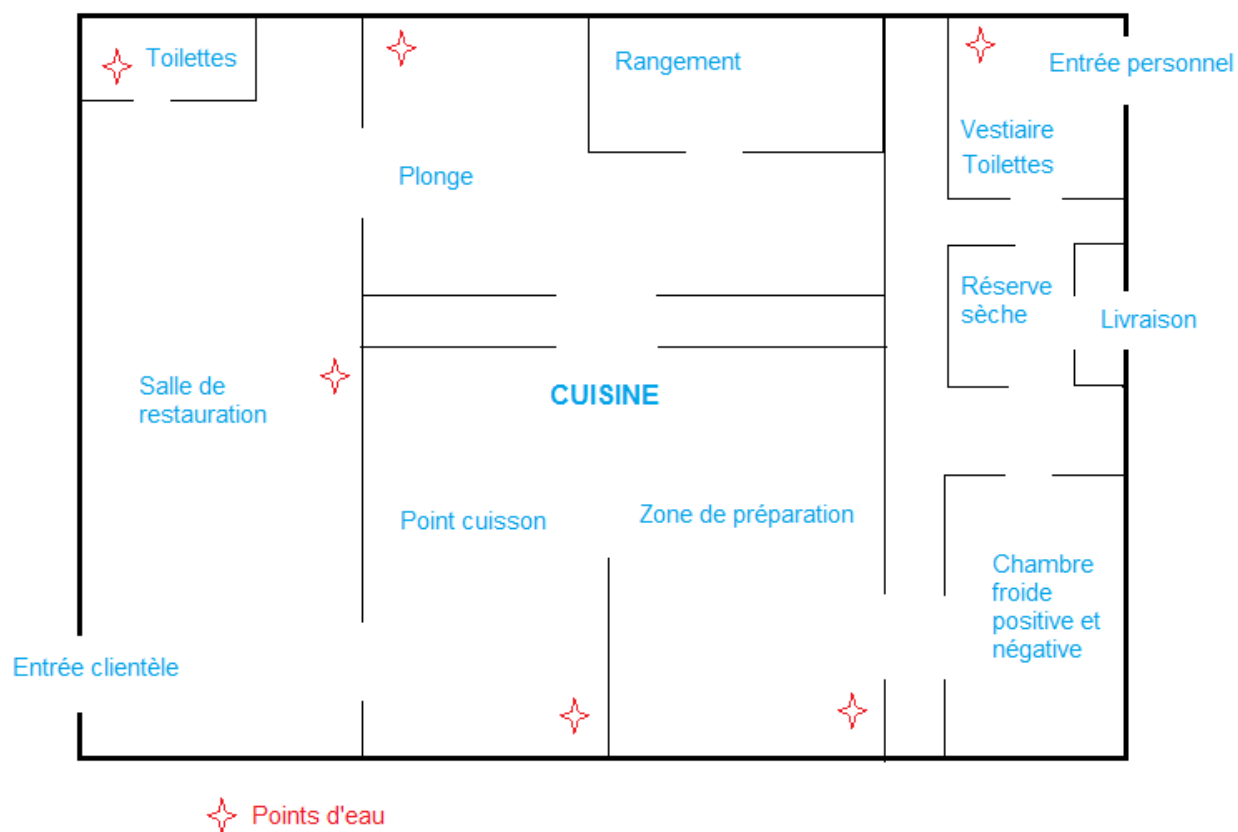 Toilettes
Rangement
Entrée personnel
Vestiaire
Toilettes
Plonge
Réserve
sèche
Livraison
Salle de
restauration
CUISINE
Point cuisson
Zone de préparation
Chambre
froide
positive et
négative
Entrée clientèle
Points d'eau